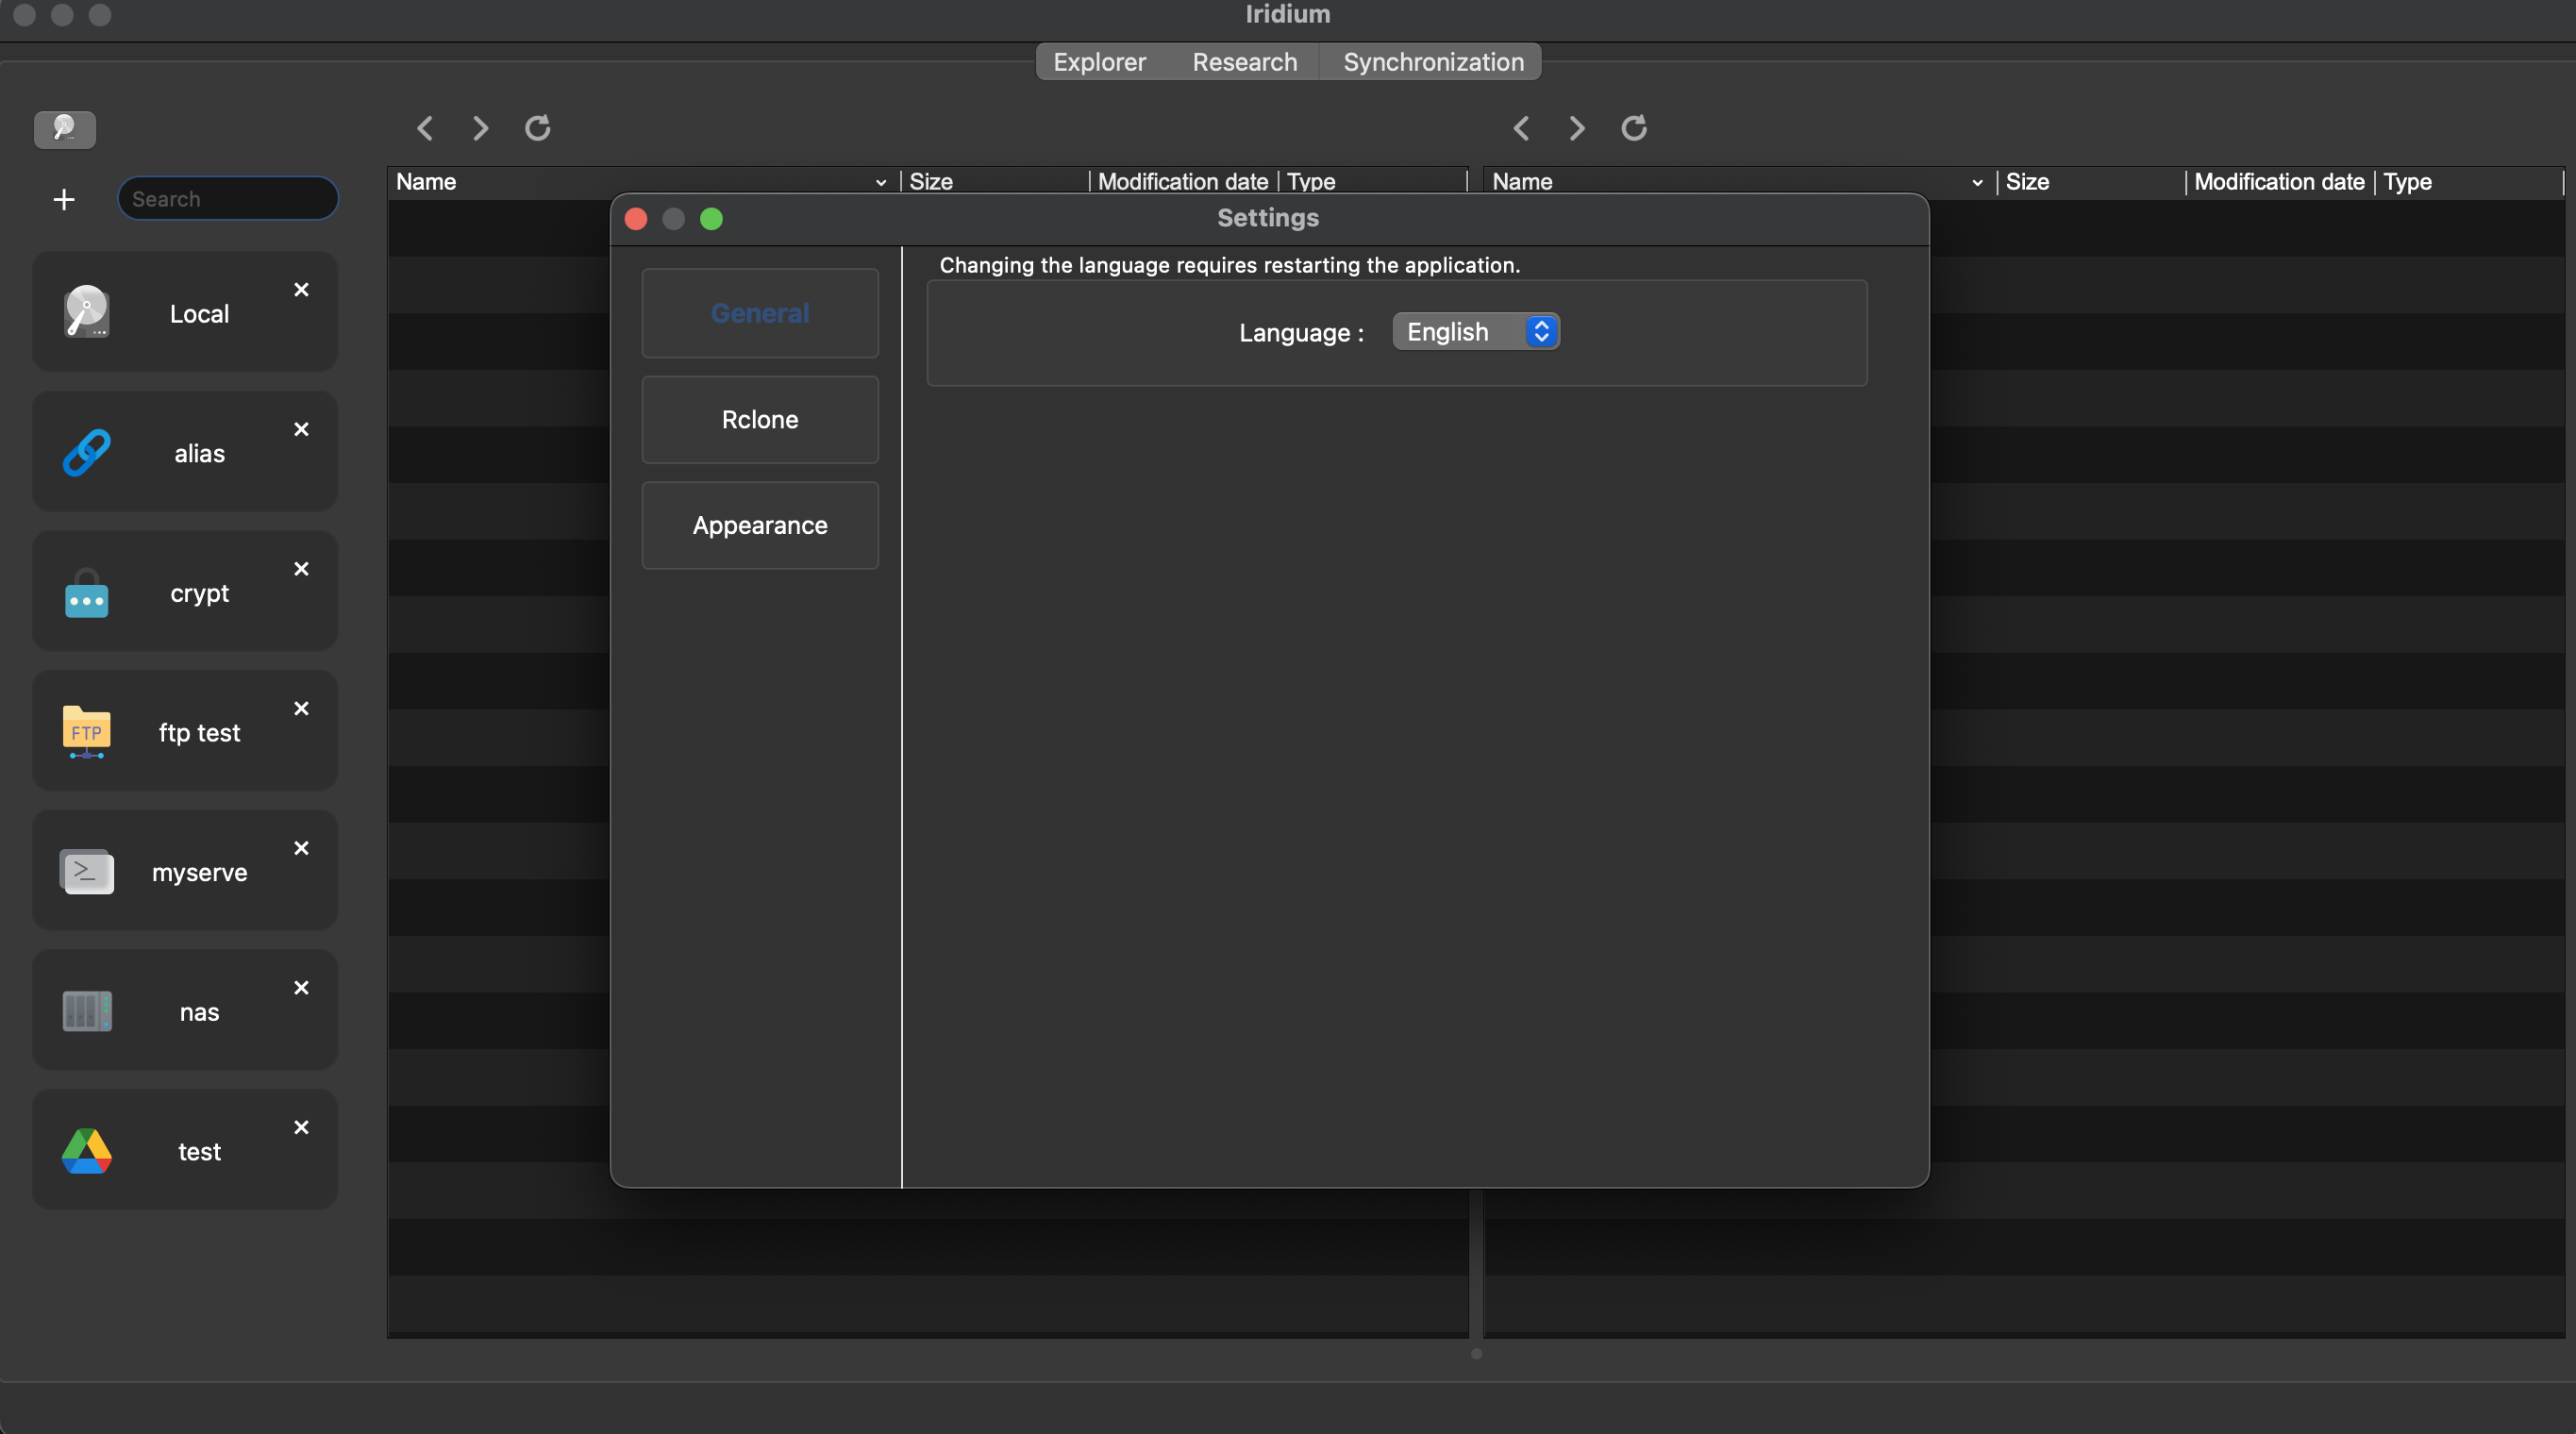 Iridium
Explorer Research Synchronization
Search
Name Size Modification date Type
Name Size Modification date Type
Local
alias
crypt
FTP
ftp test
myserve
nas
test
Settings
General
Rclone
Appearance
Changing the language requires restarting the application.
Language : English